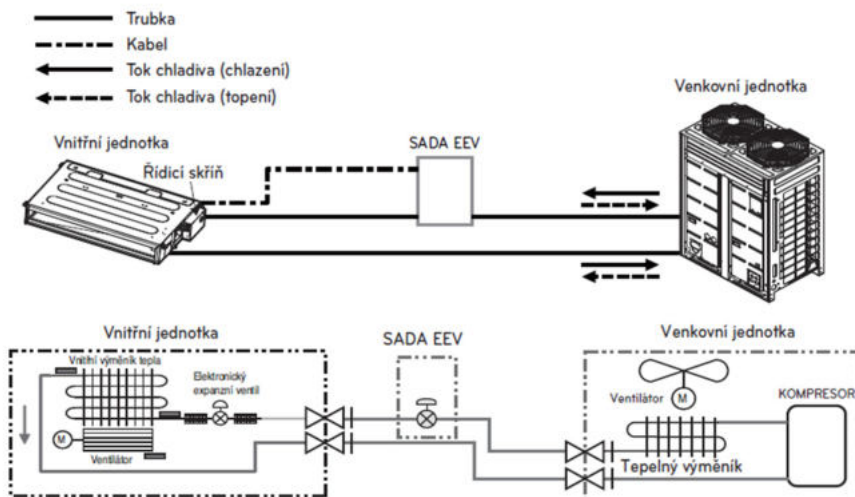 Trubka
Kabel
Tok chladiva (chlazení)
Tok chladiva (topení)
Venkovní jednotka
Vnitřní jednotka
SADA EEV
Řídicí skříň
Vnitřní jednotka
SADA EEV
Venkovní jednotka
Vnitřní výměník tepla
Elektronický
expanzní ventil
Ventilátor
M
KOMPRESOR
M
Ventilátor
Tepelný výměník